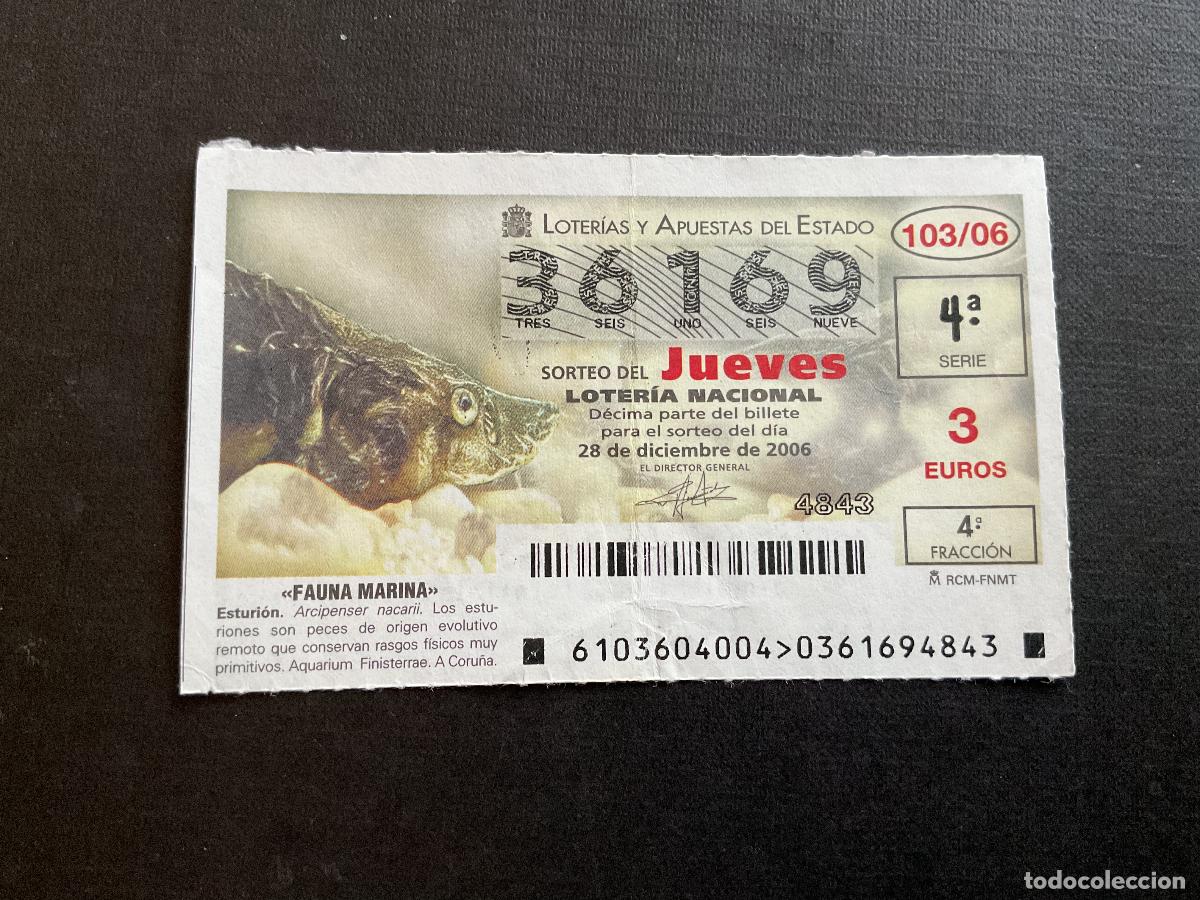 LOTERÍAS Y APUESTAS DEL ESTADO
103/06
36169
TRES SEIS UNO SEIS NUEVE
4.ª
SERIE
SORTEO DEL Jueves
LOTERÍA NACIONAL
Décima parte del billete
para el sorteo del día
28 de diciembre de 2006
EL DIRECTOR GENERAL
3
EUROS
4843
4.ª
FRACCIÓN
RCM-FNMT
«FAUNA MARINA»
Esturión. Arcipenser nacarii. Los estu-
riones son peces de origen evolutivo
remoto que conservan rasgos físicos muy
primitivos. Aquarium Finisterrae. A Coruña.
6103604004>0361694843
todocoleccion